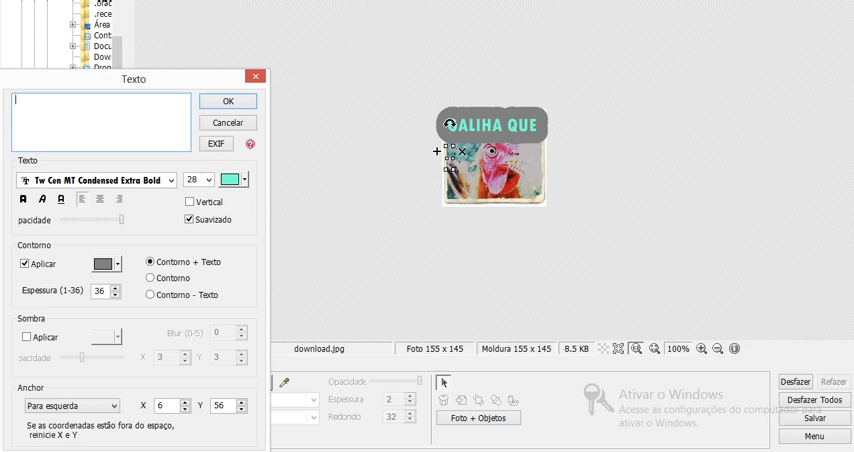 .orac
.rece
Área
Cont
Docu
Dow
Drop
Texto
OK
Cancelar
EXIF
Texto
Tw Cen MT Condensed Extra Bold
28
A A A
Vertical
pacidade
Suavizado
Contorno
Aplicar
Contorno + Texto
Contorno
Espessura (1-36)
36
Contorno - Texto
Sombra
Aplicar
Blur (0-5)
0
pacidade
X
3
Y
3
Anchor
Para esquerda
X
6
Y
56
Se as coordenadas estão fora do espaço,
reinicie X e Y
ALIHA QUE
download.jpg
Foto 155 x 145
Moldura 155 x 145
8.5 KB
100%
Opacidade
Espessura
2
Redondo
32
Foto + Objetos
Ativar o Windows
Acesse as configurações do computador para
ativar o Windows.
Desfazer
Refazer
Desfazer Todos
Salvar
Menu